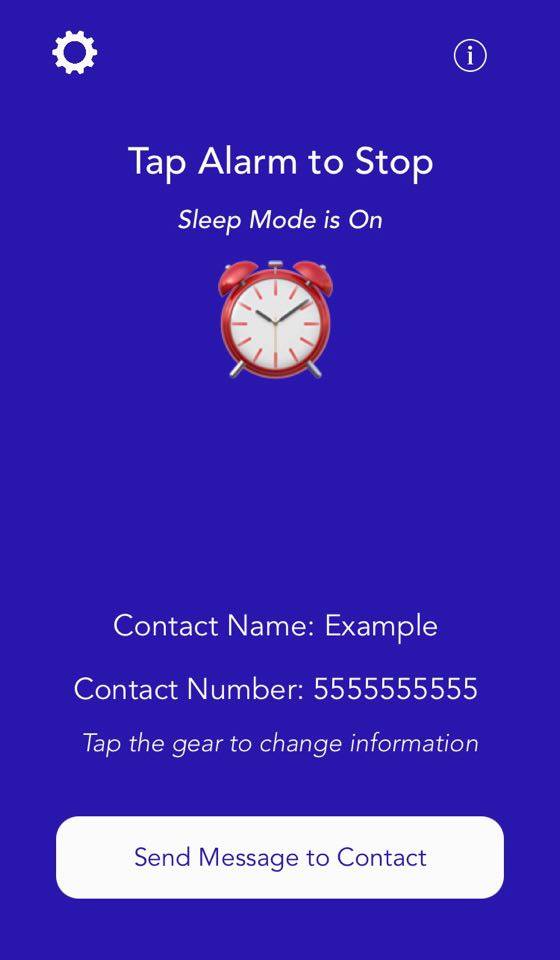 i
Tap Alarm to Stop
Sleep Mode is On
Contact Name: Example
Contact Number: 5555555555
Tap the gear to change information
Send Message to Contact